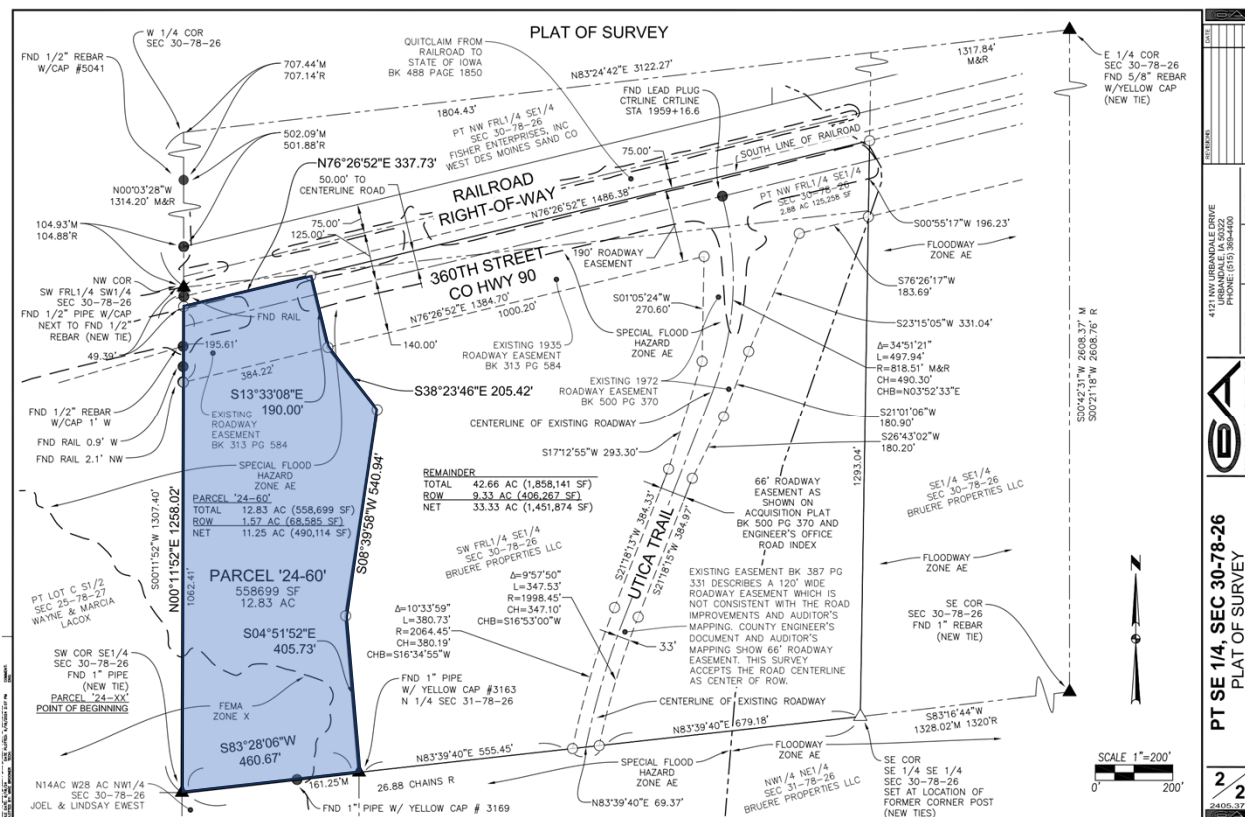 PLAT OF SURVEY
W 1/4 COR
SEC 30-78-26
FND 1/2" REBAR
W/CAP #5041
707.44'M
707.14'R
502.09'M
501.88'R
N00°03'28"W
1314.20' M&R
104.93'M
104.88'R
N76°26'52"E 337.73'
50.00' TO
CENTERLINE ROAD
75.00'
125.00'
QUITCLAIM FROM
RAILROAD TO
STATE OF IOWA
BK 488 PAGE 1850
N83°24'42"E 3122.27'
1804.43'
1317.84'
M&R
PT NW FRL1/4 SE1/4
SEC 30-78-26
FISHER ENTERPRISES, INC
WEST DES MOINES SAND CO
FND LEAD PLUG
CTRLINE CRTLINE
STA 1959+16.6
75.00'
SOUTH LINE OF RAILROAD
RAILROAD
RIGHT-OF-WAY
N76°26'52"E 1486.38'
PT NW FRL1/4 SE1/4
SEC 30-78-26
2.88 AC 125,258 SF
E 1/4 COR
SEC 30-78-26
FND 5/8" REBAR
W/YELLOW CAP
(NEW TIE)
S00°55'17"W 196.23'
FLOODWAY
ZONE AE
S76°26'17"W
183.69'
190' ROADWAY
EASEMENT
360TH STREET
CO HWY 90
N76°26'52"E 1384.70'
1000.20'
NW COR
SW FRL1/4 SW1/4
SEC 30-78-26
FND 1/2" PIPE W/CAP
NEXT TO FND 1/2"
REBAR (NEW TIE)
49.39'
FND RAIL
195.61'
384.22'
140.00'
EXISTING 1935
ROADWAY EASEMENT
BK 313 PG 584
S01°05'24"W
270.60'
SPECIAL FLOOD
HAZARD
ZONE AE
S23°15'05"W 331.04'
Δ=34°51'21"
L=497.94'
R=818.51' M&R
CH=490.30'
CHB=N03°52'33"E
S00°42'31"W 2608.37' M
S00°21'18"W 2608.76' R
FND 1/2" REBAR
W/CAP 1' W
FND RAIL 0.9' W
FND RAIL 2.1' NW
S13°33'08"E
190.00'
S38°23'46"E 205.42'
EXISTING
ROADWAY
EASEMENT
BK 313 PG 584
EXISTING 1972
ROADWAY EASEMENT
BK 500 PG 370
CENTERLINE OF EXISTING ROADWAY
S17°12'55"W 293.30'
S21°01'06"W
180.90'
S26°43'02"W
180.20'
SPECIAL FLOOD
HAZARD
ZONE AE
PARCEL '24-60'
TOTAL 12.83 AC (558,699 SF)
ROW 1.57 AC (68,585 SF)
NET 11.25 AC (490,114 SF)
REMAINDER
TOTAL 42.66 AC (1,858,141 SF)
ROW 9.33 AC (406,267 SF)
NET 33.33 AC (1,451,874 SF)
S08°39'58"W 540.94'
S00°11'52"W 1307.40'
N00°11'52"E 1258.02'
1062.41'
PARCEL '24-60'
558699 SF
12.83 AC
PT LOT C S1/2
SEC 25-78-27
WAYNE & MARCIA
LACOX
SW FRL1/4 SE1/4
SEC 30-78-26
BRUERE PROPERTIES LLC
S21°18'13"W 384.33'
S21°18'15"W 384.97'
UTICA TRAIL
66' ROADWAY
EASEMENT AS
SHOWN ON
ACQUISITION PLAT
BK 500 PG 370 AND
ENGINEER'S OFFICE
ROAD INDEX
1293.04'
SE1/4 SE1/4
SEC 30-78-26
BRUERE PROPERTIES LLC
FLOODWAY
ZONE AE
S04°51'52"E
405.73'
Δ=9°57'50"
L=347.53'
R=1998.45'
CH=347.10'
CHB=S16°53'00"W
Δ=10°33'59"
L=380.73'
R=2064.45'
CH=380.19'
CHB=S16°34'55"W
33'
EXISTING EASEMENT BK 387 PG
331 DESCRIBES A 120' WIDE
ROADWAY EASEMENT WHICH IS
NOT CONSISTENT WITH THE ROAD
IMPROVEMENTS AND AUDITOR'S
MAPPING. COUNTY ENGINEER'S
DOCUMENT AND AUDITOR'S
MAPPING SHOW 66' ROADWAY
EASEMENT. THIS SURVEY
ACCEPTS THE ROAD CENTERLINE
AS CENTER OF ROW.
SE COR
SEC 30-78-26
FND 1" REBAR
(NEW TIE)
SW COR SE1/4
SEC 30-78-26
FND 1" PIPE
(NEW TIE)
PARCEL '24-XX'
POINT OF BEGINNING
FEMA
ZONE X
FND 1" PIPE
W/ YELLOW CAP #3163
N 1/4 SEC 31-78-26
CENTERLINE OF EXISTING ROADWAY
S83°28'06"W
460.67'
N83°39'40"E 555.45'
N83°39'40"E 679.18'
S83°16'44"W
1328.02'M 1320'R
161.25'M
26.88 CHAINS R
FLOODWAY
ZONE AE
SPECIAL FLOOD
HAZARD
ZONE AE
N83°39'40"E 69.37'
NW1/4 NE1/4
SEC 31-78-26
BRUERE PROPERTIES LLC
N14AC W28 AC NW1/4
SEC 30-78-26
JOEL & LINDSAY EWEST
FND 1" PIPE W/ YELLOW CAP # 3169
SE COR
SE 1/4 SE 1/4
SEC 30-78-26
SET AT LOCATION OF
FORMER CORNER POST
(NEW TIES)
N
SCALE 1"=200'
0' 200'
DATE
REVISIONS
4121 NW URBANDALE DRIVE
URBANDALE, IA 50322
PHONE: (515) 369-4400
PT SE 1/4, SEC 30-78-26
PLAT OF SURVEY
2/2
2405.37